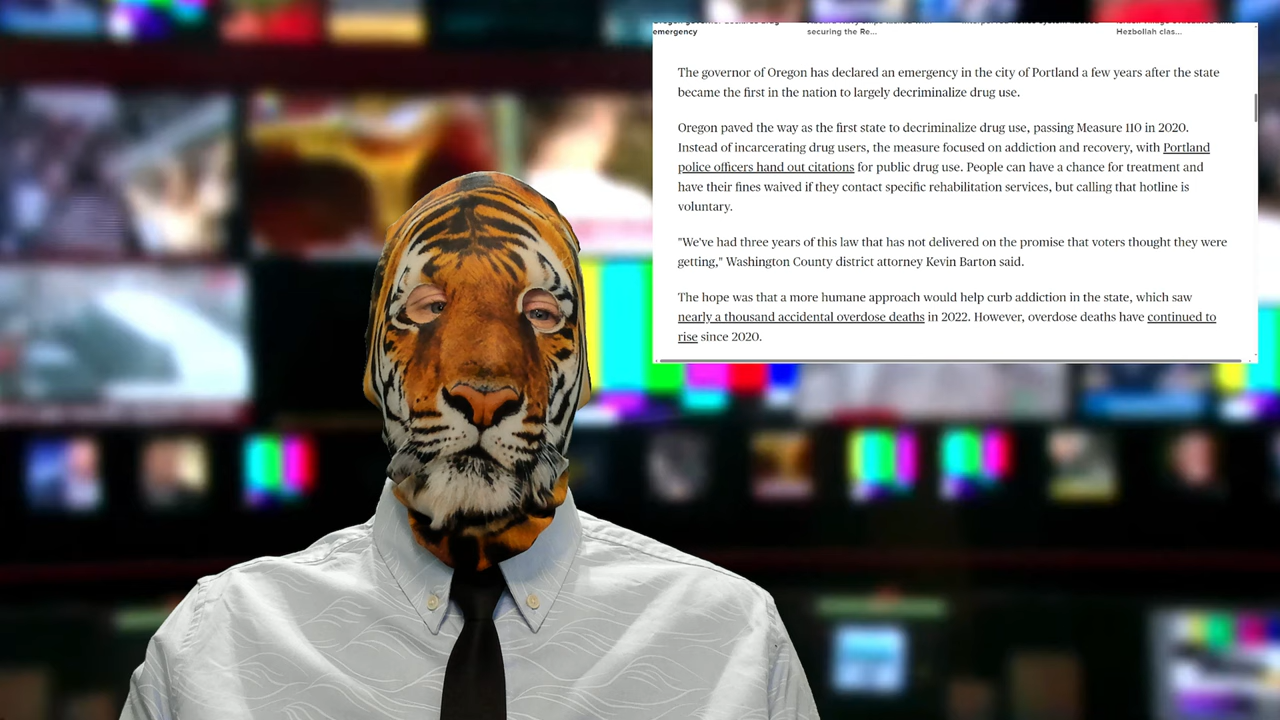 emergency
securing the Re...
Hezbollah clas...
The governor of Oregon has declared an emergency in the city of Portland a few years after the state
became the first in the nation to largely decriminalize drug use.
Oregon paved the way as the first state to decriminalize drug use, passing Measure 110 in 2020.
Instead of incarcerating drug users, the measure focused on addiction and recovery, with Portland
police officers hand out citations for public drug use. People can have a chance for treatment and
have their fines waived if they contact specific rehabilitation services, but calling that hotline is
voluntary.
"We've had three years of this law that has not delivered on the promise that voters thought they were
getting," Washington County district attorney Kevin Barton said.
The hope was that a more humane approach would help curb addiction in the state, which saw
nearly a thousand accidental overdose deaths in 2022. However, overdose deaths have continued to
rise since 2020.